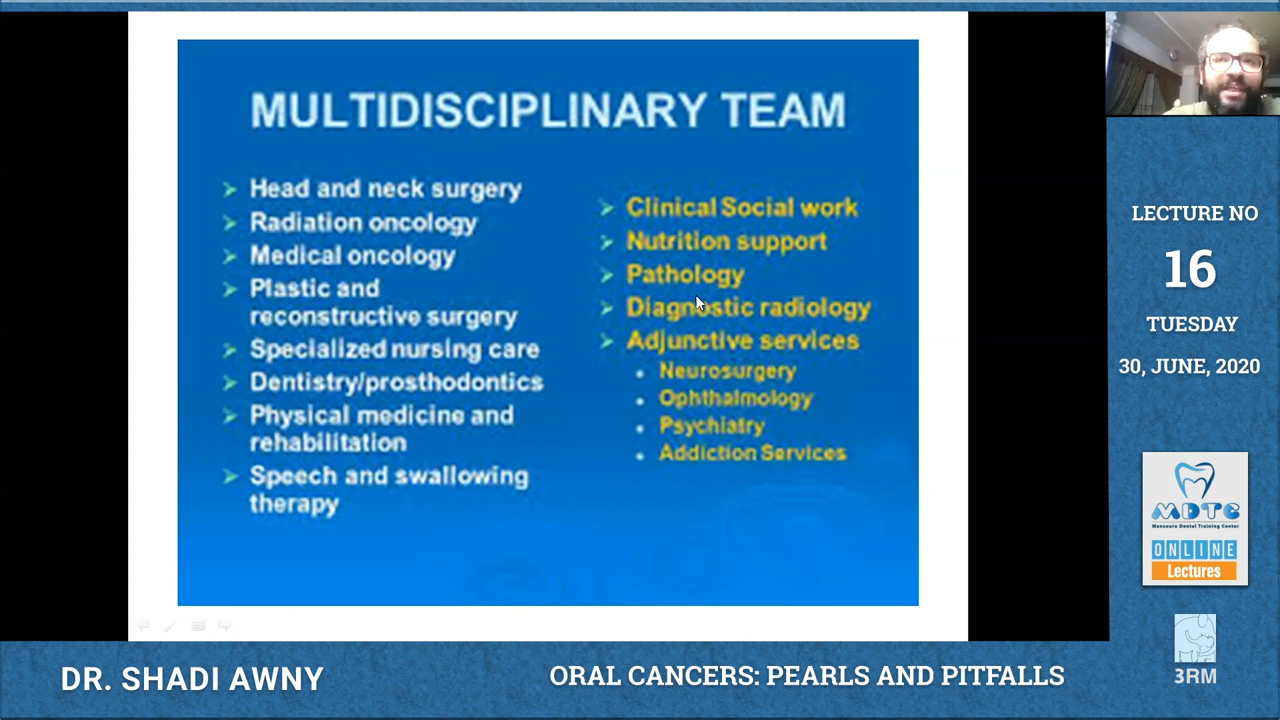 MULTIDISCIPLINARY TEAM
Head and neck surgery
Radiation oncology
Medical oncology
Plastic and
reconstructive surgery
Specialized nursing care
Dentistry/prosthodontics
Physical medicine and
rehabilitation
Speech and swallowing
therapy
Clinical Social work
Nutrition support
Pathology
Diagnostic radiology
Adjunctive services
Neurosurgery
Ophthalmology
Psychiatry
Addiction Services
LECTURE NO
16
TUESDAY
30, JUNE, 2020
MDTC
Mansoura Dental Training Center
ONLINE
Lectures
3RM
DR. SHADI AWNY
ORAL CANCERS: PEARLS AND PITFALLS